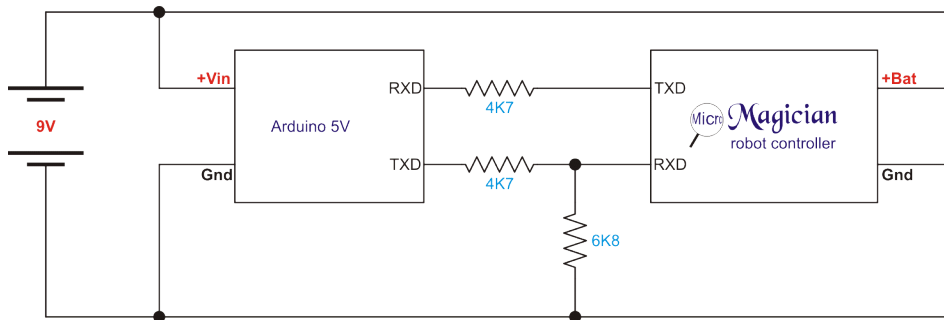 +Vin
RXD
4K7
TXD
+Bat
9V
Arduino 5V
Micro Magician
robot controller
Gnd
TXD
4K7
RXD
Gnd
6K8